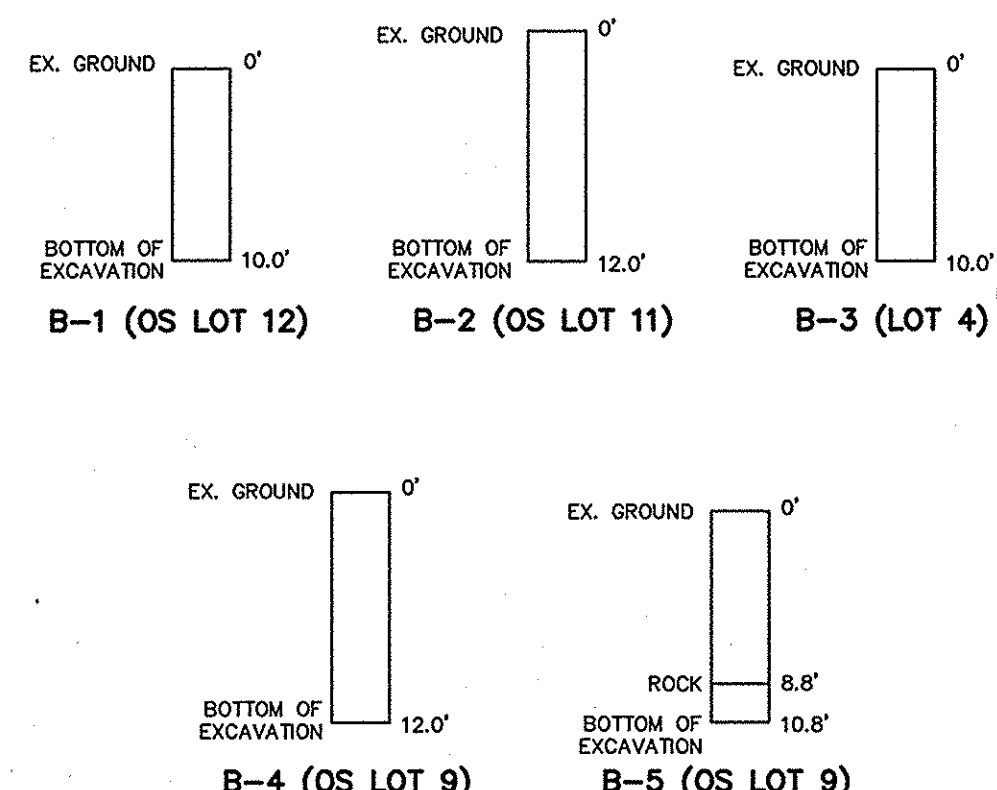 EX. GROUND 0'
BOTTOM OF
EXCAVATION 10.0'
B-1 (OS LOT 12)
EX. GROUND 0'
BOTTOM OF
EXCAVATION 12.0'
B-2 (OS LOT 11)
EX. GROUND 0'
BOTTOM OF
EXCAVATION 10.0'
B-3 (LOT 4)
EX. GROUND 0'
BOTTOM OF
EXCAVATION 12.0'
B-4 (OS LOT 9)
EX. GROUND 0'
ROCK 8.8'
BOTTOM OF
EXCAVATION 10.8'
B-5 (OS LOT 9)